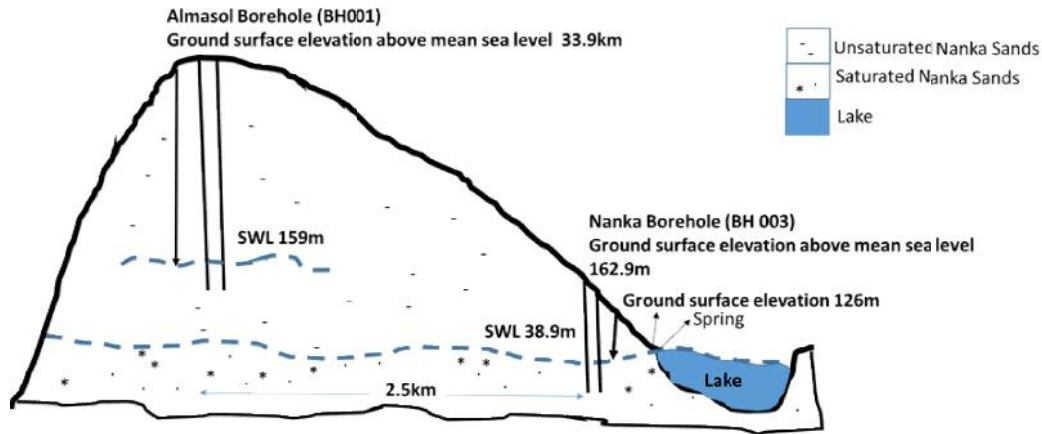 Almasol Borehole (BH001)
Ground surface elevation above mean sea level 33.9km
Unsaturated Nanka Sands
Saturated Nanka Sands
Lake
SWL 159m
Nanka Borehole (BH 003)
Ground surface elevation above mean sea level
162.9m
Ground surface elevation 126m
Spring
SWL 38.9m
Lake
2.5km